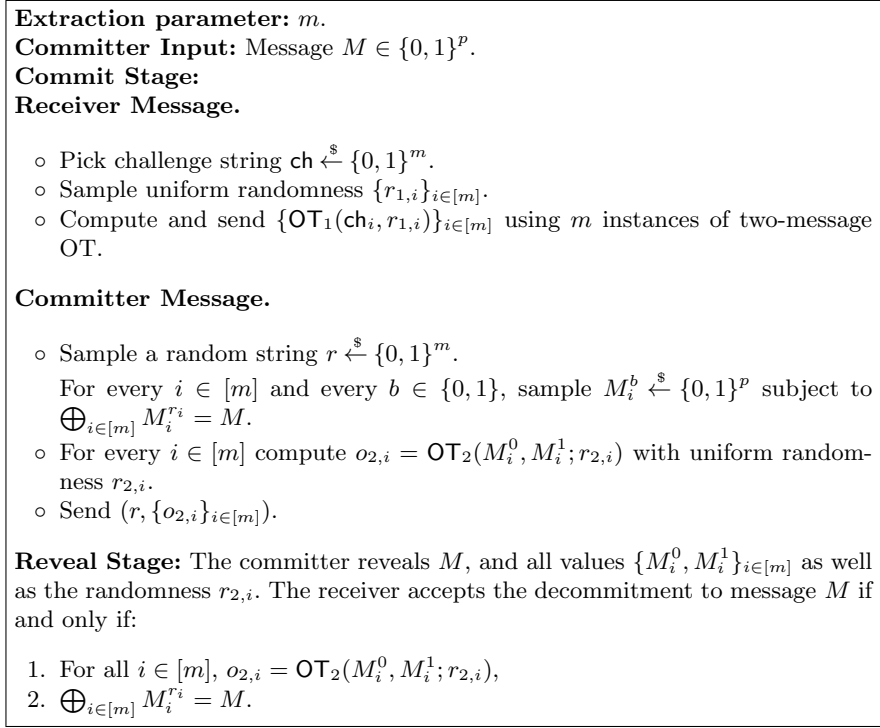 Extraction parameter: m.
Committer Input: Message M ∈ {0, 1}^p.
Commit Stage:
Receiver Message.
◦ Pick challenge string ch ←$ {0, 1}^m.
◦ Sample uniform randomness {r_{1,i}}_{i∈[m]}.
◦ Compute and send {OT_1(ch_i, r_{1,i})}_{i∈[m]} using m instances of two-message
OT.
Committer Message.
◦ Sample a random string r ←$ {0, 1}^m.
For every i ∈ [m] and every b ∈ {0, 1}, sample M_i^b ←$ {0, 1}^p subject to
⊕_{i∈[m]} M_i^{r_i} = M.
◦ For every i ∈ [m] compute o_{2,i} = OT_2(M_i^0, M_i^1; r_{2,i}) with uniform random-
ness r_{2,i}.
◦ Send (r, {o_{2,i}}_{i∈[m]}).
Reveal Stage: The committer reveals M, and all values {M_i^0, M_i^1}_{i∈[m]} as well
as the randomness r_{2,i}. The receiver accepts the decommitment to message M if
and only if:
1. For all i ∈ [m], o_{2,i} = OT_2(M_i^0, M_i^1; r_{2,i}),
2. ⊕_{i∈[m]} M_i^{r_i} = M.